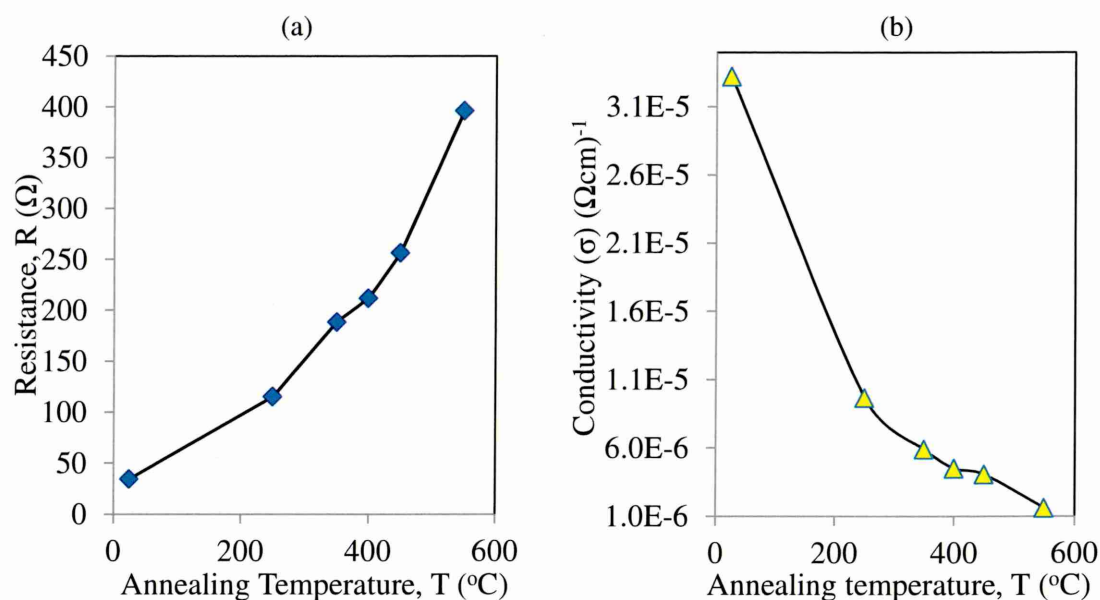 (a)
450
400
350
300
250
200
150
100
50
0
0 200 400 600
Resistance, R (Ω)
Annealing Temperature, T (ºC)
(b)
3.1E-5
2.6E-5
2.1E-5
1.6E-5
1.1E-5
6.0E-6
1.0E-6
0 200 400 600
Conductivity (σ) (Ωcm)⁻¹
Annealing temperature, T (ºC)